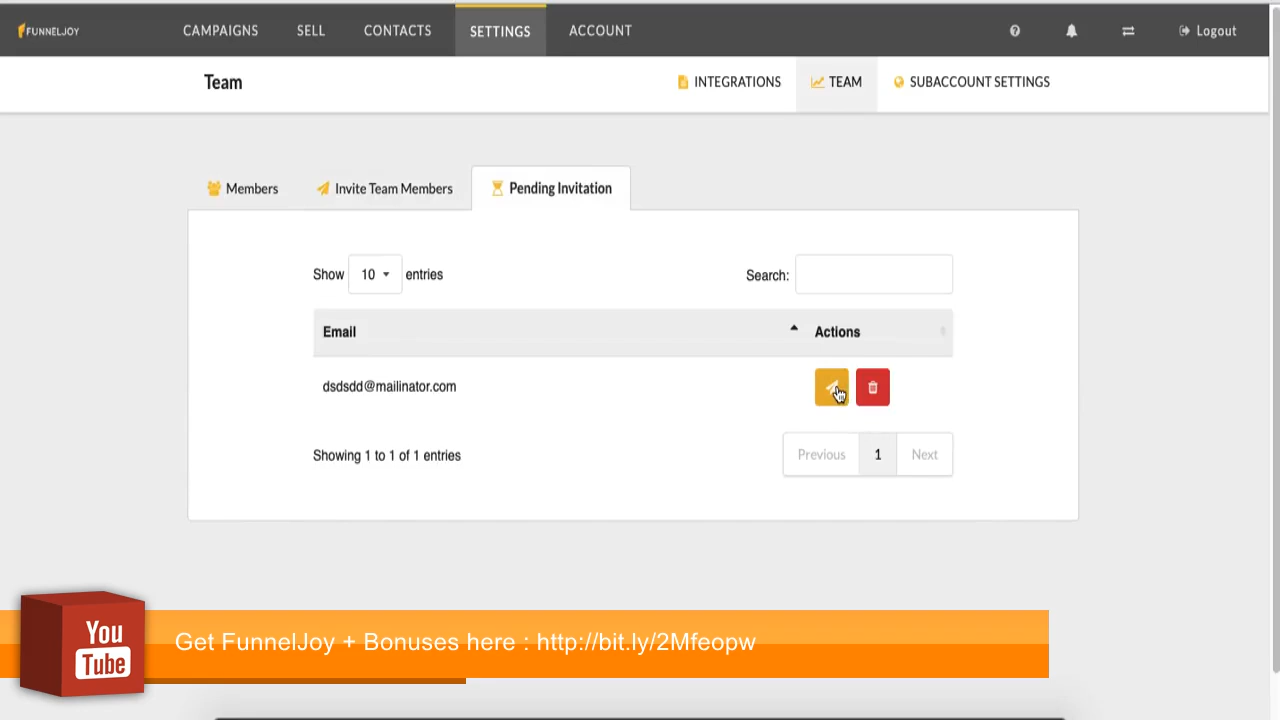 FUNNELJOY CAMPAIGNS SELL CONTACTS SETTINGS ACCOUNT Logout
Team INTEGRATIONS TEAM SUBACCOUNT SETTINGS
Members Invite Team Members Pending Invitation
Show 10 entries Search:
Email Actions
dsdsdd@mailinator.com
Showing 1 to 1 of 1 entries Previous 1 Next
You
Tube
Get FunnelJoy + Bonuses here : http://bit.ly/2Mfeopw